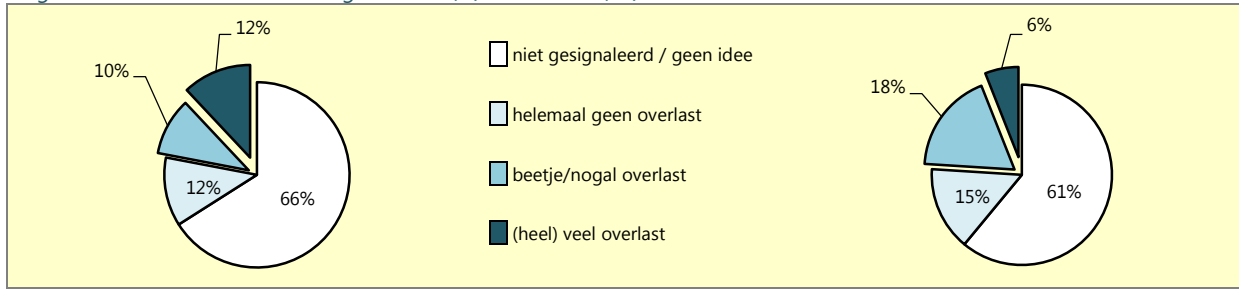 12%
10%
12%
66%
niet gesignaleerd / geen idee
helemaal geen overlast
beetje/nogal overlast
(heel) veel overlast
6%
18%
15%
61%